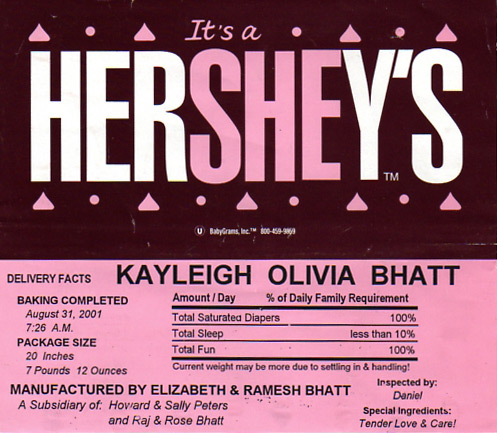 It's a
HERSHEY'S
TM
U BabyGrams, Inc.™ 800-459-9869
DELIVERY FACTS KAYLEIGH OLIVIA BHATT
BAKING COMPLETED
August 31, 2001
7:26 A.M.
PACKAGE SIZE
20 Inches
7 Pounds 12 Ounces
Amount / Day % of Daily Family Requirement
Total Saturated Diapers 100%
Total Sleep less than 10%
Total Fun 100%
Current weight may be more due to settling in & handling!
MANUFACTURED BY ELIZABETH & RAMESH BHATT
A Subsidiary of: Howard & Sally Peters
and Raj & Rose Bhatt
Inspected by:
Daniel
Special Ingredients:
Tender Love & Care!